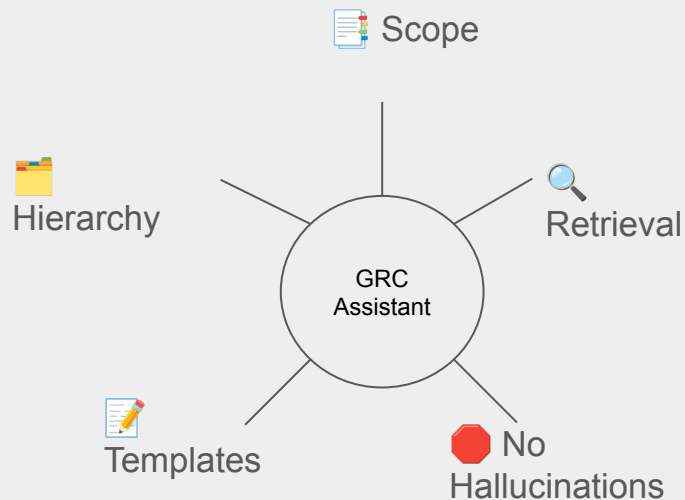 📑 Scope
🗂️
Hierarchy
🔍
Retrieval
GRC
Assistant
📝
Templates
🛑 No
Hallucinations